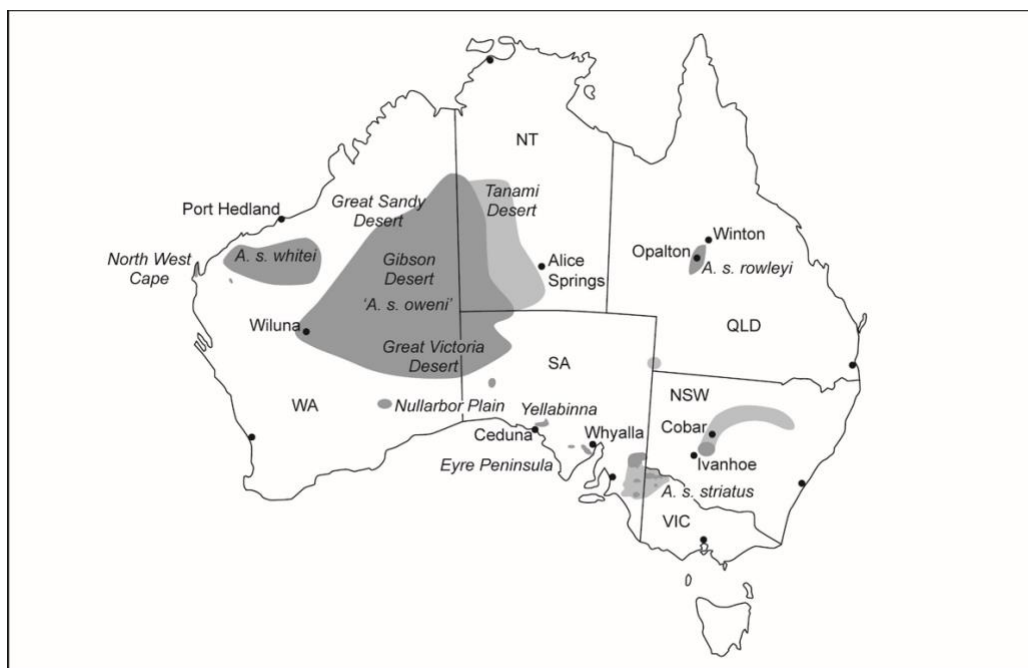 NT
Great Sandy
Desert
Tanami
Desert
Port Hedland
North West
Cape
A. s. whitei
Gibson
Desert
'A. s. oweni'
Alice
Springs
Winton
Opalton
A. s. rowleyi
Wiluna
Great Victoria
Desert
SA
QLD
WA
Nullarbor Plain
Yellabinna
Ceduna
Whyalla
Eyre Peninsula
NSW
Cobar
Ivanhoe
A. s. striatus
VIC